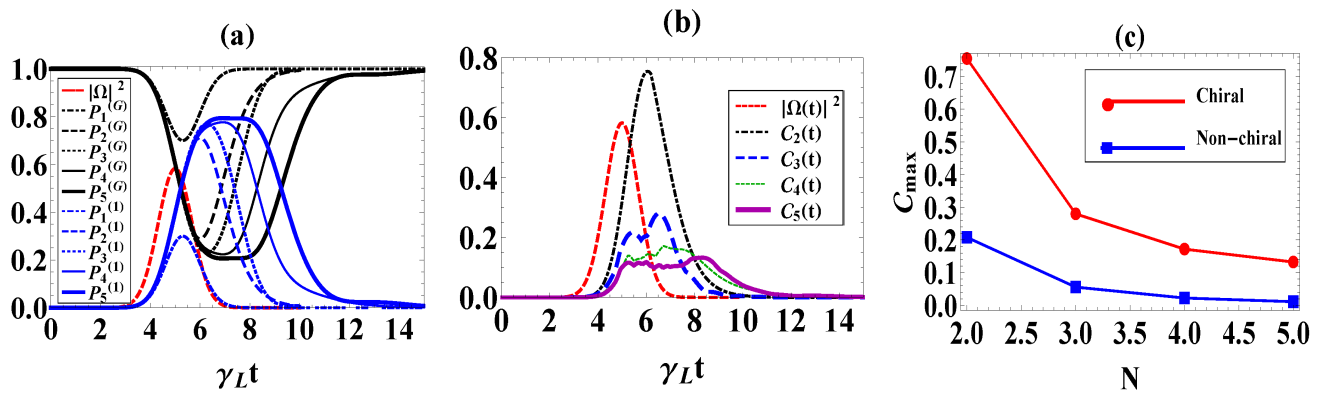 (a)
1.0
0.8
0.6
0.4
0.2
0.0
|Ω| 2
P1(G)
P2(G)
P3(G)
P4(G)
P5(G)
P1(1)
P2(1)
P3(1)
P4(1)
P5(1)
0 2 4 6 8 10 12 14
γL t
(b)
0.8
0.6
0.4
0.2
0.0
|Ω(t)| 2
C2(t)
C3(t)
C4(t)
C5(t)
0 2 4 6 8 10 12 14
γL t
(c)
Cmax
0.7
0.6
0.5
0.4
0.3
0.2
0.1
0.0
Chiral
Non-chiral
2.0 2.5 3.0 3.5 4.0 4.5 5.0
N